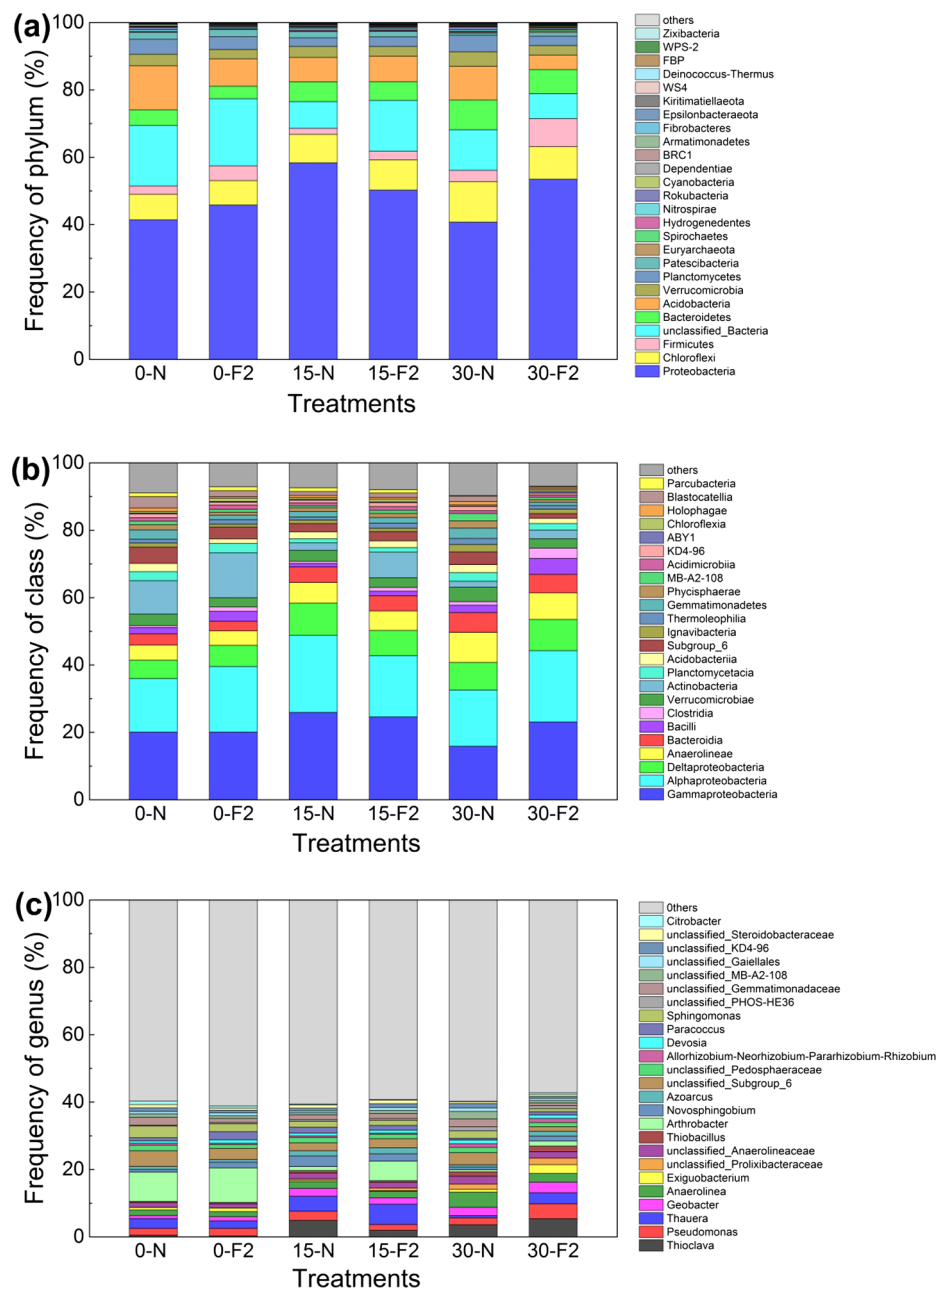 (a)
Frequency of phylum (%)
100
80
60
40
20
0
0-N 0-F2 15-N 15-F2 30-N 30-F2
Treatments
others
Zixibacteria
WPS-2
FBP
Deinococcus-Thermus
WS4
Kiritimatiellaeota
Epsilonbacteraeota
Fibrobacteres
Armatimonadetes
BRC1
Dependentiae
Cyanobacteria
Rokubacteria
Nitrospirae
Hydrogenedentes
Spirochaetes
Euryarchaeota
Patescibacteria
Planctomycetes
Verrucomicrobia
Acidobacteria
Bacteroidetes
unclassified_Bacteria
Firmicutes
Chloroflexi
Proteobacteria
(b)
Frequency of class (%)
100
80
60
40
20
0
0-N 0-F2 15-N 15-F2 30-N 30-F2
Treatments
others
Parcubacteria
Blastocatellia
Holophagae
Chloroflexia
ABY1
KD4-96
Acidimicrobiia
MB-A2-108
Phycisphaerae
Gemmatimonadetes
Thermoleophilia
Ignavibacteria
Subgroup_6
Acidobacteriia
Planctomycetacia
Actinobacteria
Verrucomicrobiae
Clostridia
Bacilli
Bacteroidia
Anaerolineae
Deltaproteobacteria
Alphaproteobacteria
Gammaproteobacteria
(c)
Frequency of genus (%)
100
80
60
40
20
0
0-N 0-F2 15-N 15-F2 30-N 30-F2
Treatments
0thers
Citrobacter
unclassified_Steroidobacteraceae
unclassified_KD4-96
unclassified_Gaiellales
unclassified_MB-A2-108
unclassified_Gemmatimonadaceae
unclassified_PHOS-HE36
Sphingomonas
Paracoccus
Devosia
Allorhizobium-Neorhizobium-Pararhizobium-Rhizobium
unclassified_Pedosphaeraceae
unclassified_Subgroup_6
Azoarcus
Novosphingobium
Arthrobacter
Thiobacillus
unclassified_Anaerolineaceae
unclassified_Prolixibacteraceae
Exiguobacterium
Anaerolinea
Geobacter
Thauera
Pseudomonas
Thioclava